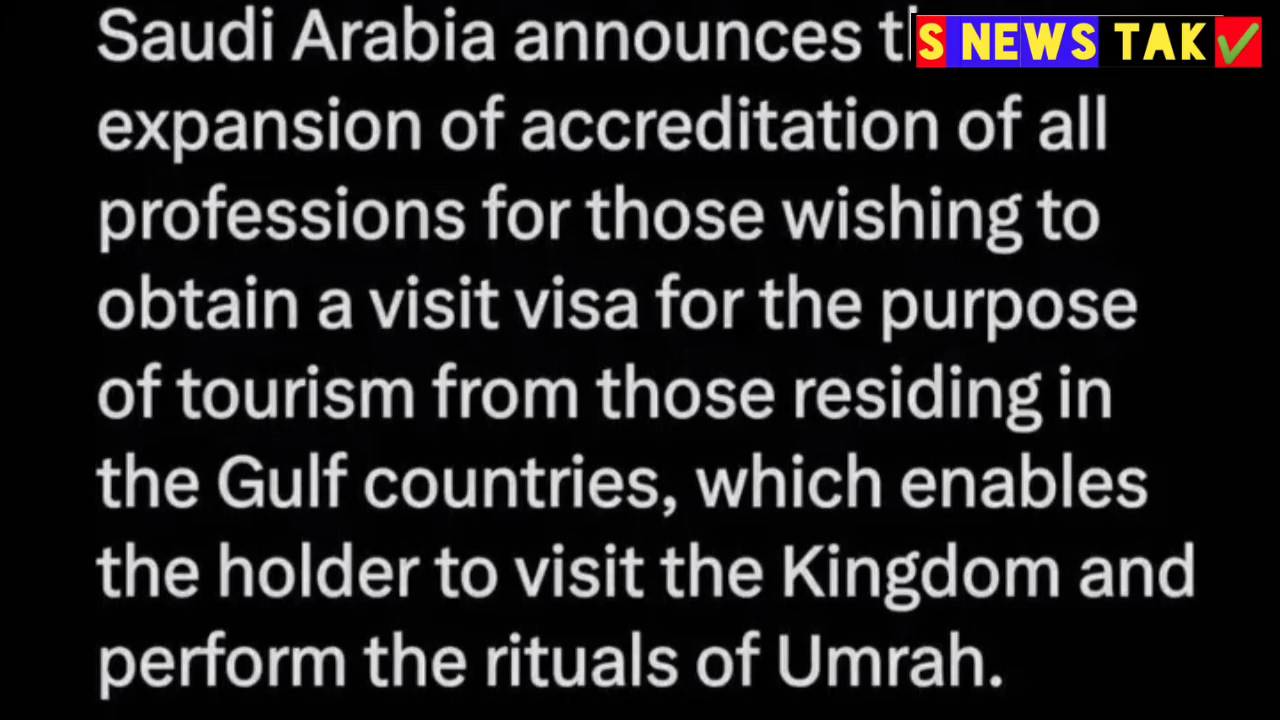 Saudi Arabia announces
S NEWS TAK
expansion of accreditation of all
professions for those wishing to
obtain a visit visa for the purpose
of tourism from those residing in
the Gulf countries, which enables
the holder to visit the Kingdom and
perform the rituals of Umrah.